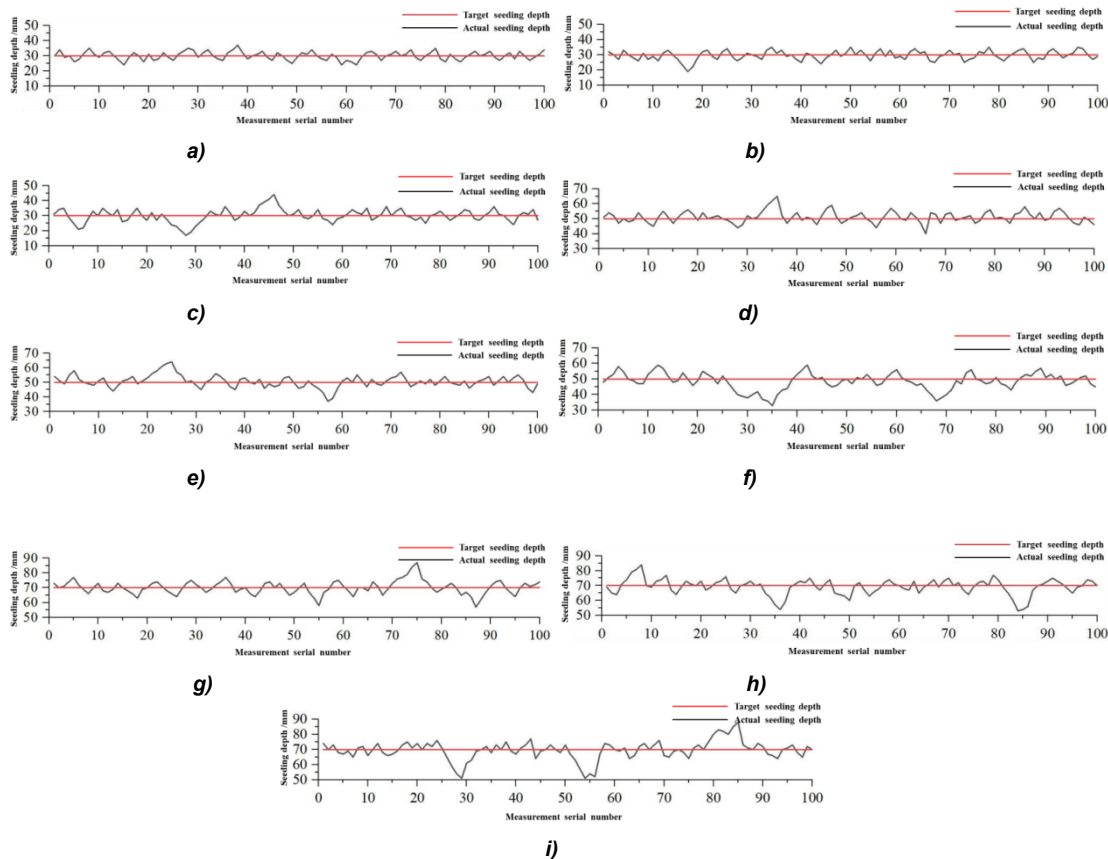 Target seeding depth
Actual seeding depth
Seeding depth /mm
50
40
30
20
10
0 10 20 30 40 50 60 70 80 90 100
Measurement serial number
a)
Target seeding depth
Actual seeding depth
Seeding depth /mm
50
40
30
20
10
0 10 20 30 40 50 60 70 80 90 100
Measurement serial number
b)
Target seeding depth
Actual seeding depth
Seeding depth /mm
50
40
30
20
10
0 10 20 30 40 50 60 70 80 90 100
Measurement serial number
c)
Target seeding depth
Actual seeding depth
Seeding depth /mm
70
60
50
40
30
0 10 20 30 40 50 60 70 80 90 100
Measurement serial number
d)
Target seeding depth
Actual seeding depth
Seeding depth /mm
70
60
50
40
30
0 10 20 30 40 50 60 70 80 90 100
Measurement serial number
e)
Target seeding depth
Actual seeding depth
Seeding depth /mm
70
60
50
40
30
0 10 20 30 40 50 60 70 80 90 100
Measurement serial number
f)
Target seeding depth
Actual seeding depth
Seeding depth /mm
90
80
70
60
50
0 10 20 30 40 50 60 70 80 90 100
Measurement serial number
g)
Target seeding depth
Actual seeding depth
Seeding depth /mm
90
80
70
60
50
0 10 20 30 40 50 60 70 80 90 100
Measurement serial number
h)
Target seeding depth
Actual seeding depth
Seeding depth /mm
90
80
70
60
50
0 10 20 30 40 50 60 70 80 90 100
Measurement serial number
i)